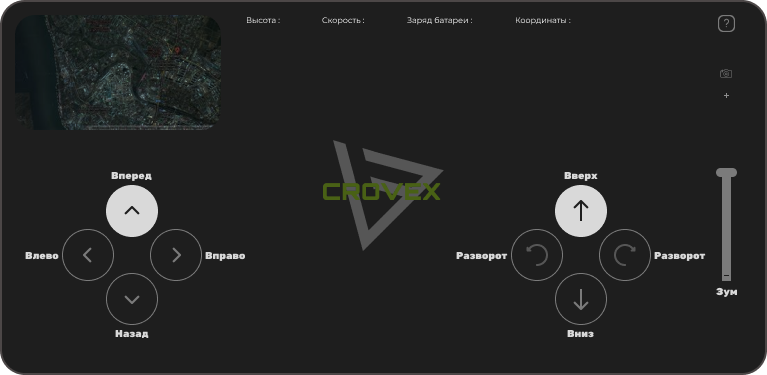 Высота :
Скорость :
Заряд батареи :
Координаты :
?
+
Вперед
Влево
Вправо
Назад
CROVEX
Вверх
Разворот
Разворот
Вниз
-
Зум